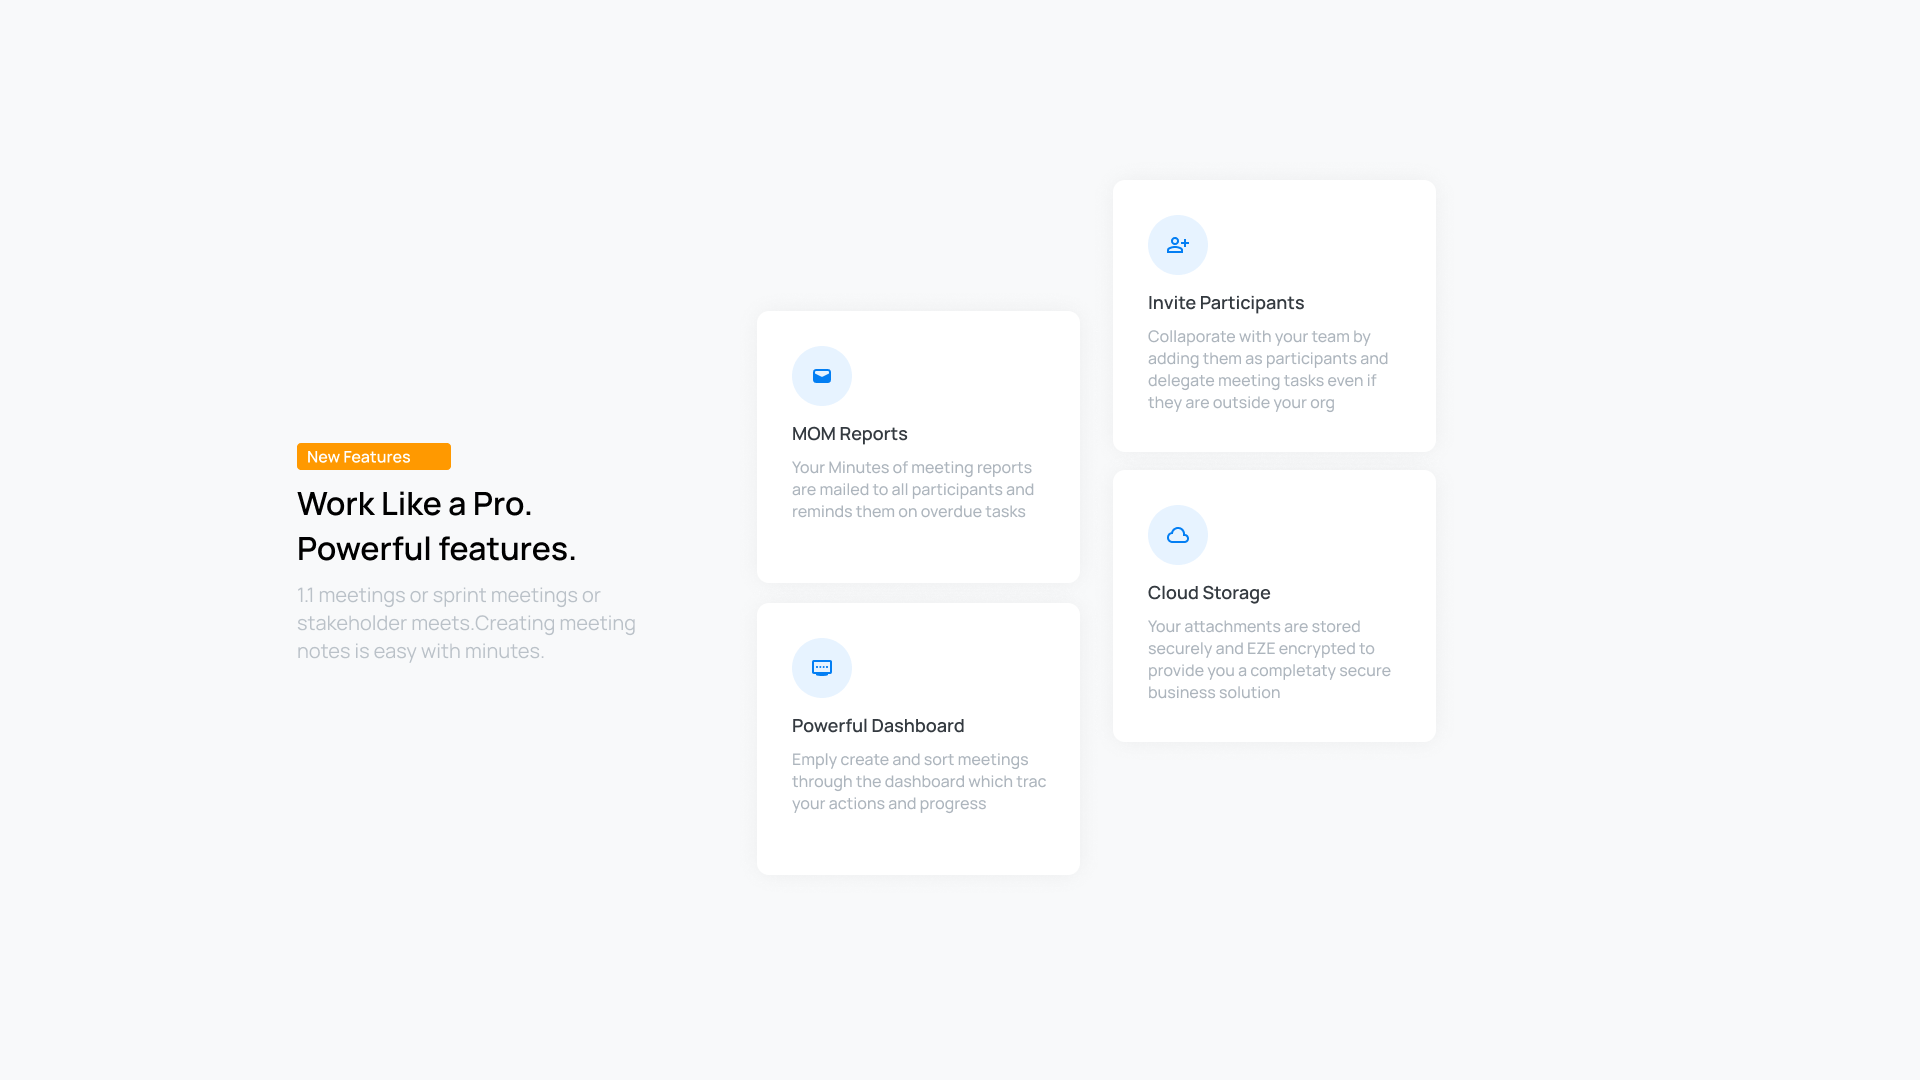 New Features
Work Like a Pro.
Powerful features.
1.1 meetings or sprint meetings or
stakeholder meets.Creating meeting
notes is easy with minutes.
MOM Reports
Your Minutes of meeting reports
are mailed to all participants and
reminds them on overdue tasks
Powerful Dashboard
Emply create and sort meetings
through the dashboard which trac
your actions and progress
Invite Participants
Collaporate with your team by
adding them as participants and
delegate meeting tasks even if
they are outside your org
Cloud Storage
Your attachments are stored
securely and EZE encrypted to
provide you a completaty secure
business solution